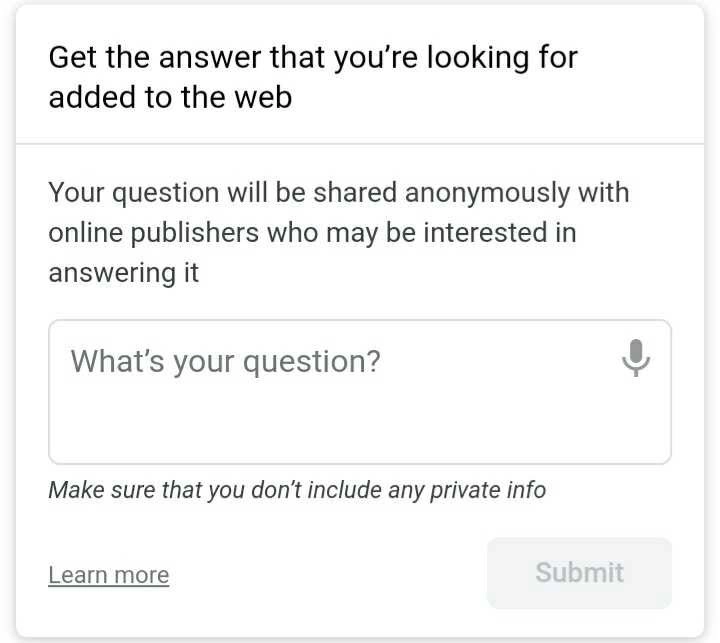 Get the answer that you’re looking for
added to the web
Your question will be shared anonymously with
online publishers who may be interested in
answering it
What’s your question?
Make sure that you don’t include any private info
Learn more
Submit